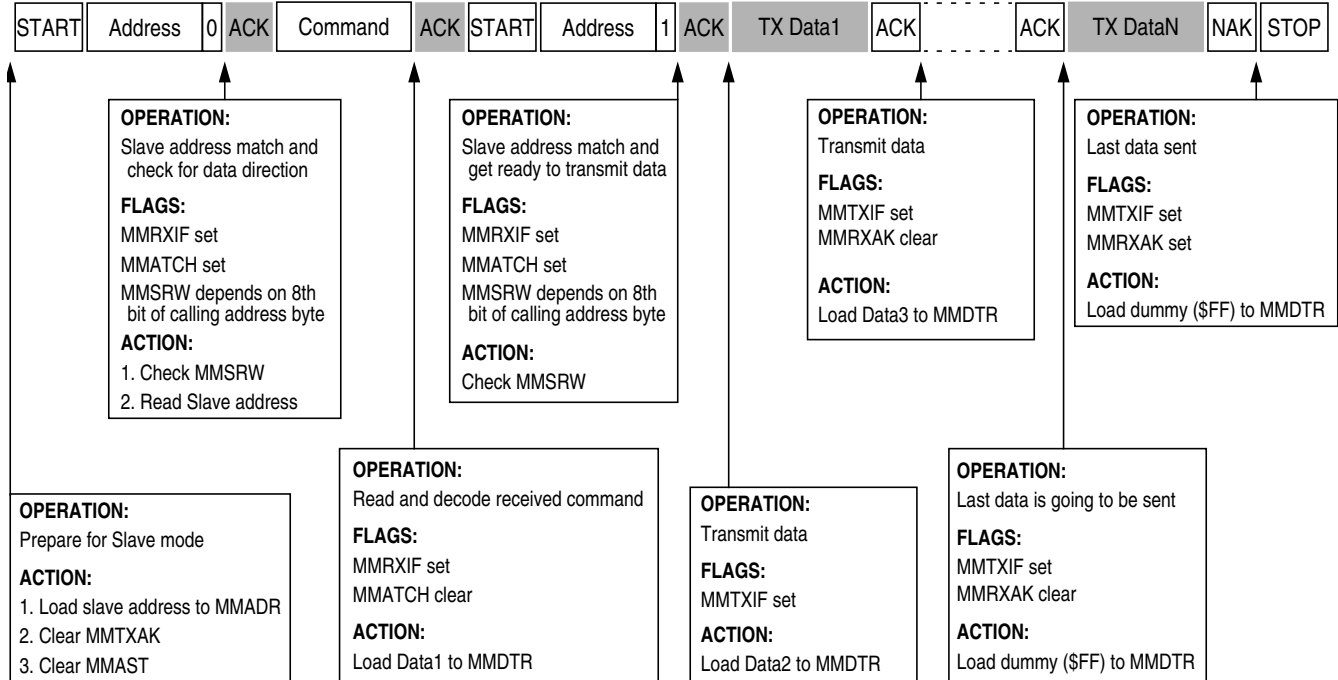 START Address 0 ACK Command ACK START Address 1 ACK TX Data1 ACK ACK TX DataN NAK STOP
OPERATION:
Slave address match and
check for data direction
FLAGS:
MMRXIF set
MMATCH set
MMSRW depends on 8th
bit of calling address byte
ACTION:
1. Check MMSRW
2. Read Slave address
OPERATION:
Slave address match and
get ready to transmit data
FLAGS:
MMRXIF set
MMATCH set
MMSRW depends on 8th
bit of calling address byte
ACTION:
Check MMSRW
OPERATION:
Transmit data
FLAGS:
MMTXIF set
MMRXAK clear
ACTION:
Load Data3 to MMDTR
OPERATION:
Last data sent
FLAGS:
MMTXIF set
MMRXAK set
ACTION:
Load dummy ($FF) to MMDTR
OPERATION:
Prepare for Slave mode
ACTION:
1. Load slave address to MMADR
2. Clear MMTXAK
3. Clear MMAST
OPERATION:
Read and decode received command
FLAGS:
MMRXIF set
MMATCH clear
ACTION:
Load Data1 to MMDTR
OPERATION:
Transmit data
FLAGS:
MMTXIF set
ACTION:
Load Data2 to MMDTR
OPERATION:
Last data is going to be sent
FLAGS:
MMTXIF set
MMRXAK clear
ACTION:
Load dummy ($FF) to MMDTR